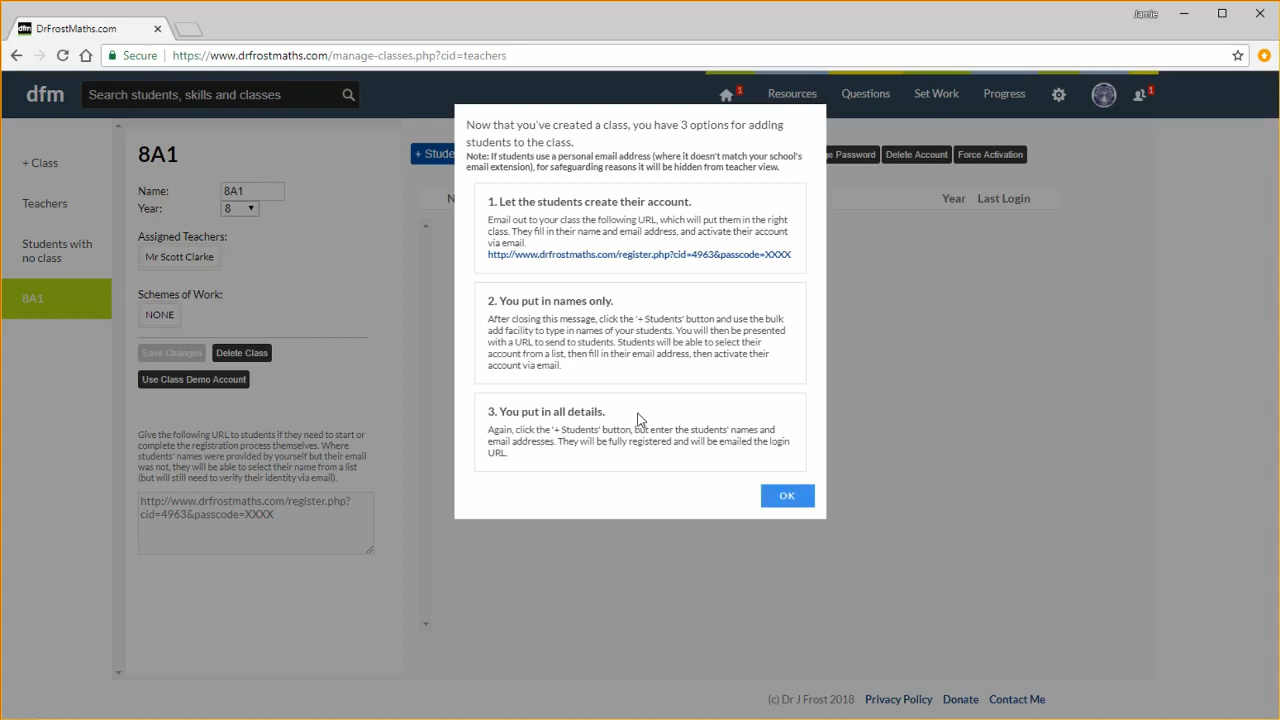 Jamie
dfm DrFrostMaths.com
Secure https://www.drfrostmaths.com/manage-classes.php?cid=teachers
dfm Search students, skills and classes 1 Resources Questions Set Work Progress 1
+ Class
Teachers
Students with
no class
8A1
8A1
Name: 8A1
Year: 8
Assigned Teachers:
Mr Scott Clarke
Schemes of Work:
NONE
Save Changes Delete Class
Use Class Demo Account
Give the following URL to students if they need to start or
complete the registration process themselves. Where
students' names were provided by yourself but their email
was not, they will be able to select their name from a list
(but will still need to verify their identity via email).
http://www.drfrostmaths.com/register.php?
cid=4963&passcode=XXXX
+ Stude
Password Delete Account Force Activation
N Year Last Login
Now that you've created a class, you have 3 options for adding
students to the class.
Note: If students use a personal email address (where it doesn't match your school's
email extension), for safeguarding reasons it will be hidden from teacher view.
1. Let the students create their account.
Email out to your class the following URL, which will put them in the right
class. They fill in their name and email address, and activate their account
via email.
http://www.drfrostmaths.com/register.php?cid=4963&passcode=XXXX
2. You put in names only.
After closing this message, click the '+ Students' button and use the bulk
add facility to type in names of your students. You will then be presented
with a URL to send to students. Students will be able to select their
account from a list, then fill in their email address, then activate their
account via email.
3. You put in all details.
Again, click the '+ Students' button, but enter the students' names and
email addresses. They will be fully registered and will be emailed the login
URL.
OK
(c) Dr J Frost 2018 Privacy Policy Donate Contact Me